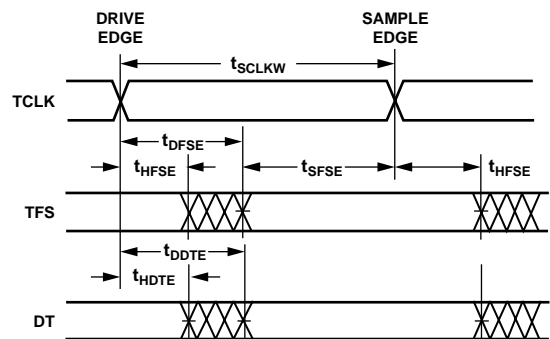 DRIVE EDGE
SAMPLE EDGE
tSCLKW
TCLK
tDFSE
tHFSE
tSFSE
tHFSE
TFS
tDDTE
tHDTE
DT